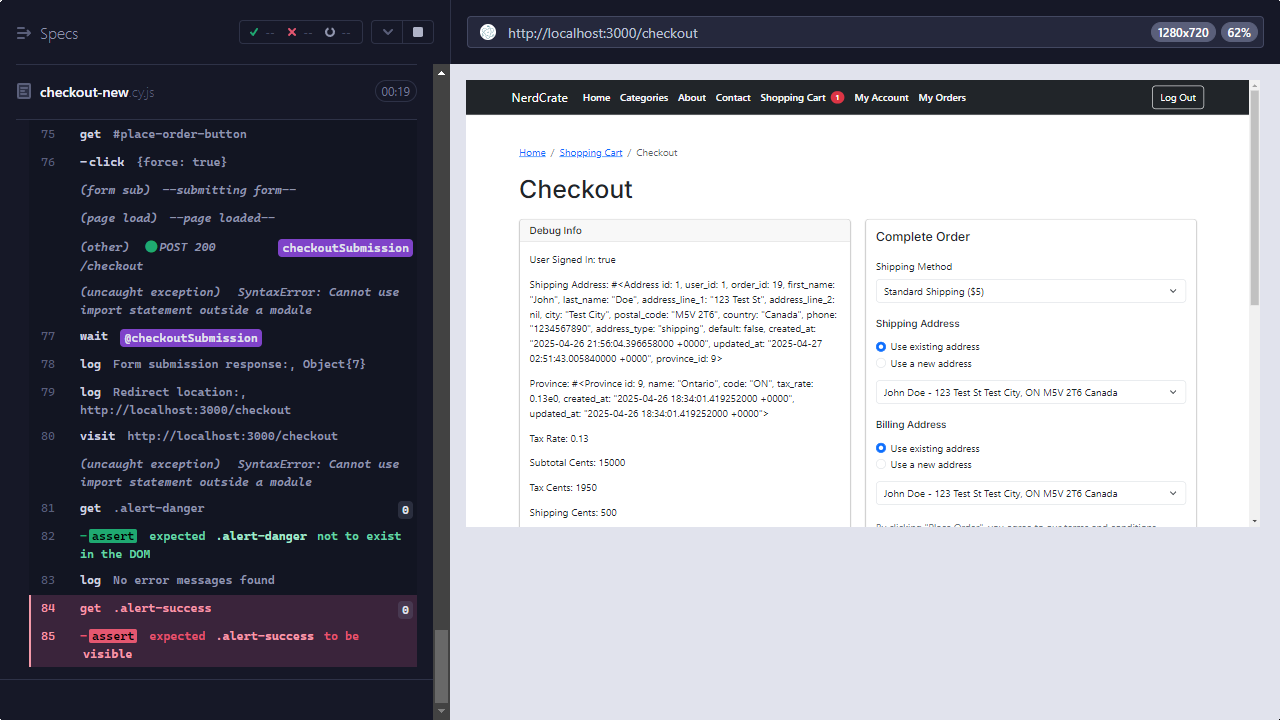 Specs
-- -- --
checkout-new.cy.js 00:19
75 get #place-order-button
76 -click {force: true}
(form sub) --submitting form--
(page load) --page loaded--
(other) POST 200 checkoutSubmission
/checkout
(uncaught exception) SyntaxError: Cannot use
import statement outside a module
77 wait @checkoutSubmission
78 log Form submission response:, Object{7}
79 log Redirect location:,
http://localhost:3000/checkout
80 visit http://localhost:3000/checkout
(uncaught exception) SyntaxError: Cannot use
import statement outside a module
81 get .alert-danger 0
82 -assert expected .alert-danger not to exist
in the DOM
83 log No error messages found
84 get .alert-success 0
85 -assert expected .alert-success to be
visible
http://localhost:3000/checkout 1280x720 62%
NerdCrate Home Categories About Contact Shopping Cart 1 My Account My Orders Log Out
Home / Shopping Cart / Checkout
Checkout
Debug Info
User Signed In: true
Shipping Address: #<Address id: 1, user_id: 1, order_id: 19, first_name:
"John", last_name: "Doe", address_line_1: "123 Test St", address_line_2:
nil, city: "Test City", postal_code: "M5V 2T6", country: "Canada", phone:
"1234567890", address_type: "shipping", default: false, created_at:
"2025-04-26 21:56:04.396658000 +0000", updated_at: "2025-04-27
02:51:43.005840000 +0000", province_id: 9>
Province: #<Province id: 9, name: "Ontario", code: "ON", tax_rate:
0.13e0, created_at: "2025-04-26 18:34:01.419252000 +0000",
updated_at: "2025-04-26 18:34:01.419252000 +0000">
Tax Rate: 0.13
Subtotal Cents: 15000
Tax Cents: 1950
Shipping Cents: 500
Complete Order
Shipping Method
Standard Shipping ($5)
Shipping Address
Use existing address
Use a new address
John Doe - 123 Test St Test City, ON M5V 2T6 Canada
Billing Address
Use existing address
Use a new address
John Doe - 123 Test St Test City, ON M5V 2T6 Canada
By clicking "Place Order", you agree to our terms and conditions